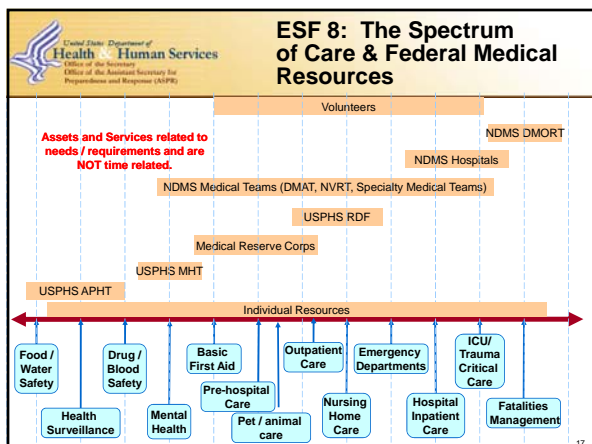 United States Department of
Health & Human Services
Office of the Secretary
Office of the Assistant Secretary for
Preparedness and Response (ASPR)
ESF 8: The Spectrum
of Care & Federal Medical
Resources
Volunteers
Assets and Services related to
needs / requirements and are
NOT time related.
NDMS DMORT
NDMS Hospitals
NDMS Medical Teams (DMAT, NVRT, Specialty Medical Teams)
USPHS RDF
Medical Reserve Corps
USPHS MHT
USPHS APHT
Individual Resources
Food /
Water
Safety
Health
Surveillance
Drug /
Blood
Safety
Mental
Health
Basic
First Aid
Pre-hospital
Care
Pet / animal
care
Outpatient
Care
Nursing
Home
Care
Emergency
Departments
Hospital
Inpatient
Care
ICU/
Trauma
Critical
Care
Fatalities
Management
17